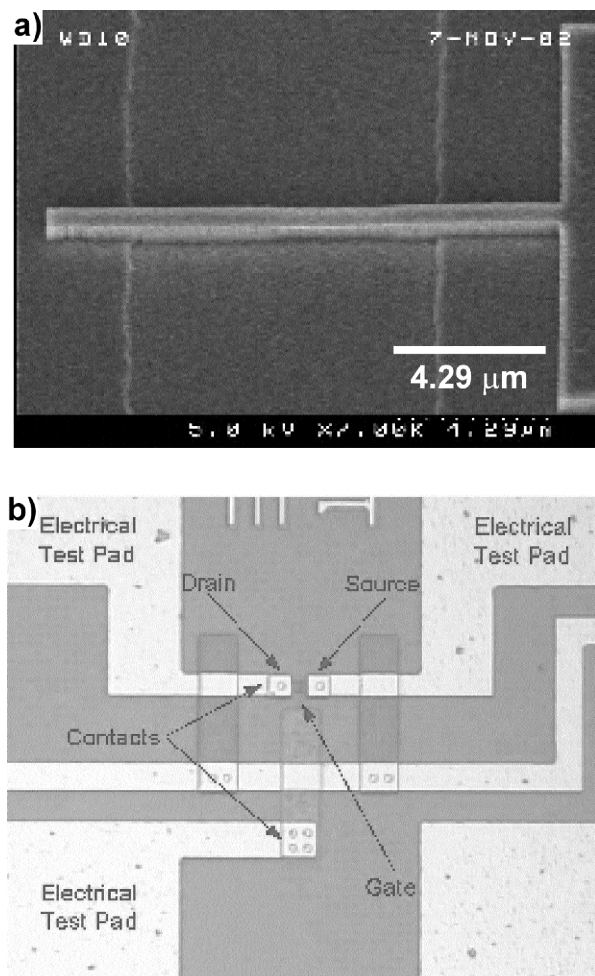 a)
WD10 7-NOV-82
4.29 μm
5.0 kV X7.00K 4.29μm
b)
Electrical
Test Pad
Electrical
Test Pad
Drain
Source
Contacts
Gate
Electrical
Test Pad